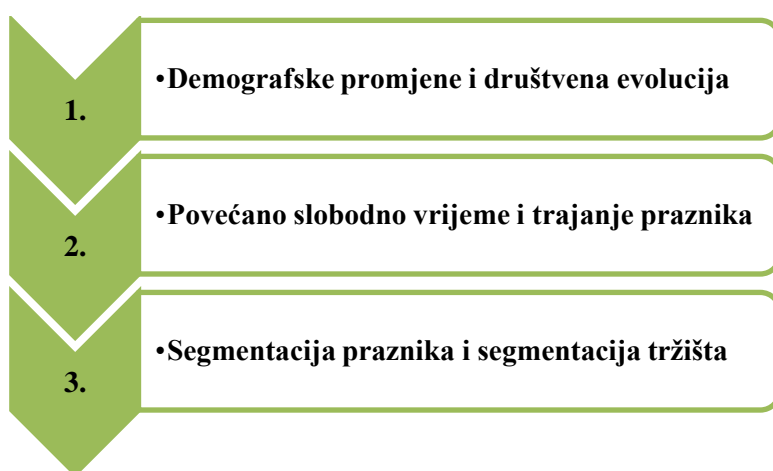 1.
•Demografske promjene i društvena evolucija
2.
•Povećano slobodno vrijeme i trajanje praznika
3.
•Segmentacija praznika i segmentacija tržišta